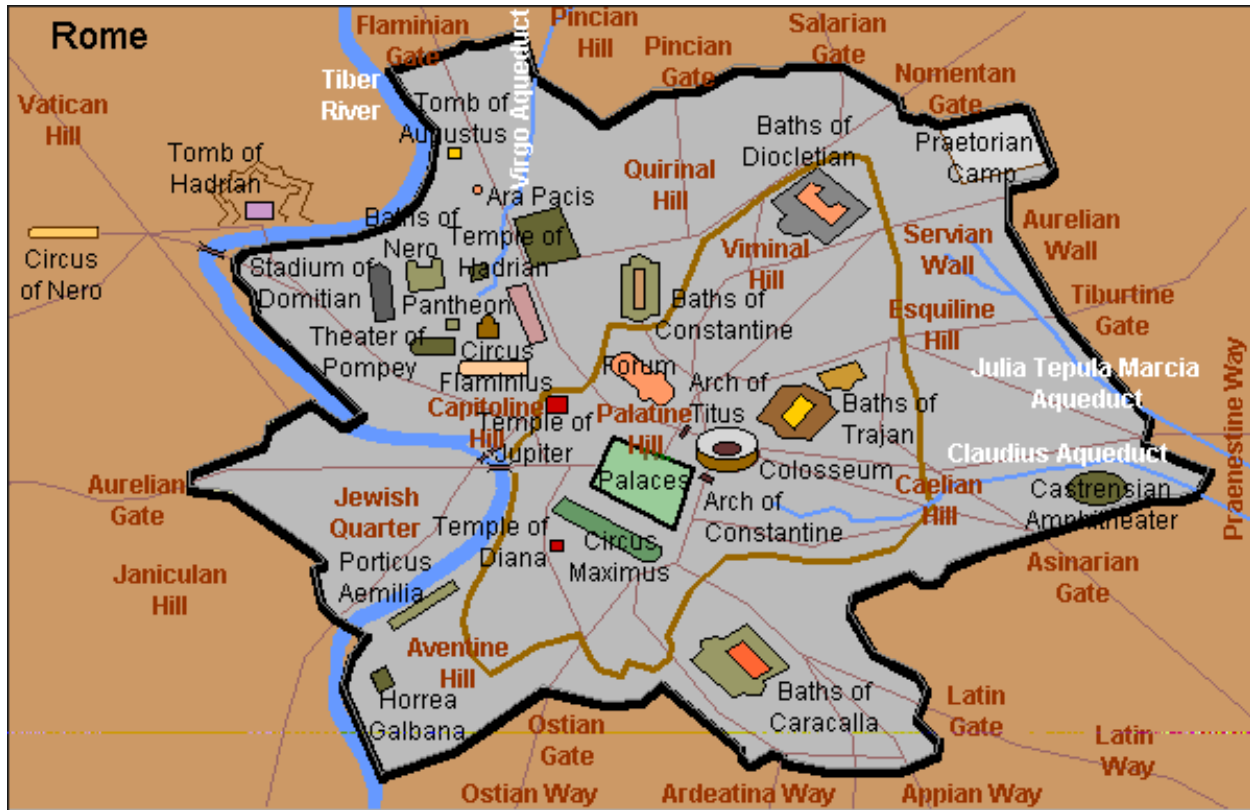 Rome
Flaminian
Gate
Pincian
Hill
Pincian
Gate
Salarian
Gate
Nomentan
Gate
Tiber
River
Virgo Aqueduct
Vatican
Hill
Tomb of
Augustus
Baths of
Diocletian
Praetorian
Camp
Tomb of
Hadrian
Quirinal
Hill
Ara Pacis
Baths of
Nero
Temple of
Hadrian
Viminal
Hill
Servian
Wall
Aurelian
Wall
Circus
of Nero
Stadium of
Domitian
Pantheon
Baths of
Constantine
Esquiline
Hill
Tiburtine
Gate
Theater of
Pompey
Circus
Flaminius
Forum
Arch of
Titus
Julia Tepula Marcia
Aqueduct
Praenestine Way
Capitoline
Hill
Temple of
Jupiter
Palatine
Hill
Baths of
Trajan
Claudius Aqueduct
Colosseum
Palaces
Caelian
Hill
Castrensian
Amphitheater
Aurelian
Gate
Jewish
Quarter
Arch of
Constantine
Temple of
Diana
Circus
Maximus
Porticus
Aemilia
Janiculan
Hill
Asinarian
Gate
Aventine
Hill
Horrea
Galbana
Baths of
Caracalla
Ostian
Gate
Latin
Gate
Latin
Way
Ostian Way
Ardeatina Way
Appian Way